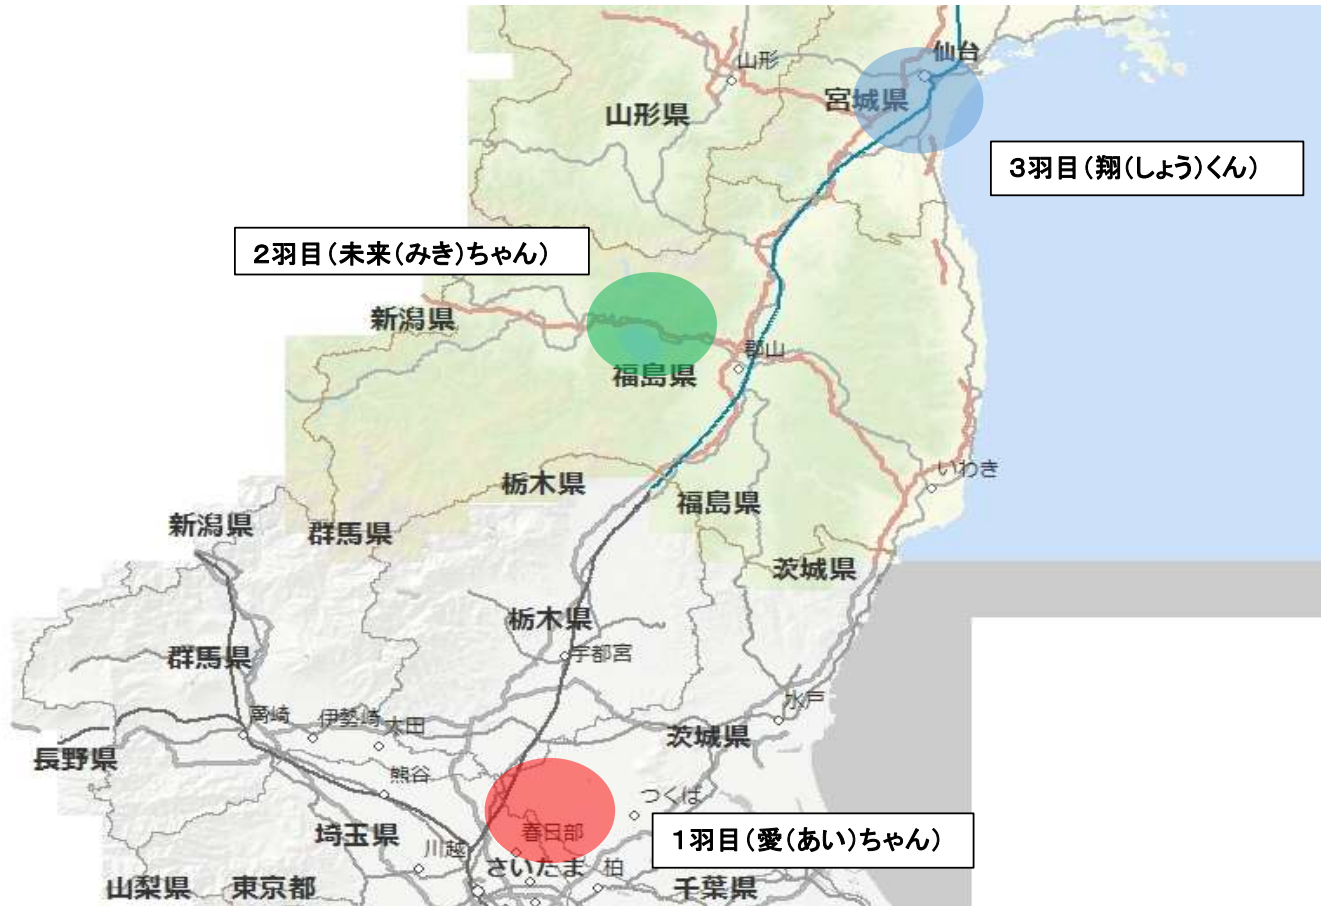 仙台
山形
宮城県
山形県
3羽目(翔(しょう)くん)
2羽目(未来(みき)ちゃん)
新潟県
郡山
福島県
いわき
栃木県
福島県
新潟県
群馬県
茨城県
栃木県
群馬県
宇都宮
水戸
高崎
伊勢崎
太田
茨城県
長野県
熊谷
つくば
埼玉県
春日部
1羽目(愛(あい)ちゃん)
川越
さいたま
柏
山梨県
東京都
千葉県